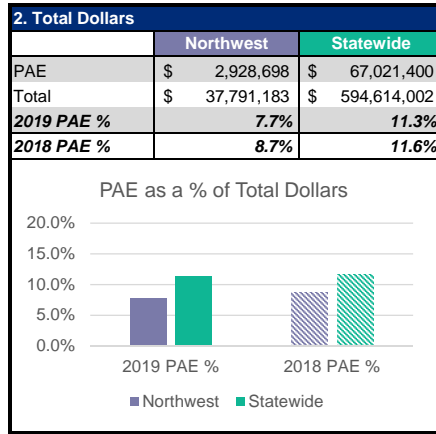 2. Total Dollars
Northwest Statewide
PAE $ 2,928,698 $ 67,021,400
Total $ 37,791,183 $ 594,614,002
2019 PAE % 7.7% 11.3%
2018 PAE % 8.7% 11.6%
PAE as a % of Total Dollars
20.0%
15.0%
10.0%
5.0%
0.0%
2019 PAE % 2018 PAE %
Northwest Statewide